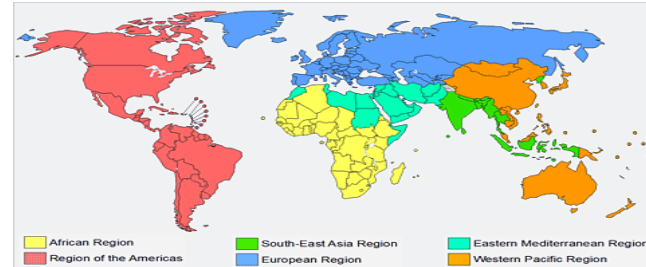 African Region
South-East Asia Region
Eastern Mediterranean Region
Region of the Americas
European Region
Western Pacific Region